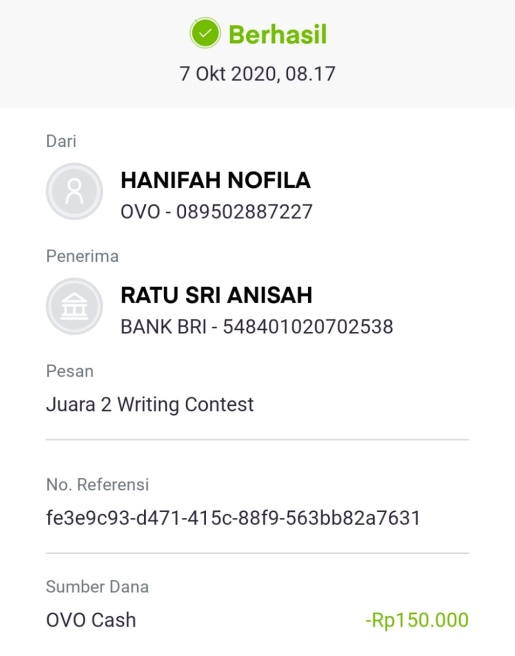 Berhasil
7 Okt 2020, 08.17
Dari
HANIFAH NOFILA
OVO - 089502887227
Penerima
RATU SRI ANISAH
BANK BRI - 548401020702538
Pesan
Juara 2 Writing Contest
No. Referensi
fe3e9c93-d471-415c-88f9-563bb82a7631
Sumber Dana
OVO Cash -Rp150.000